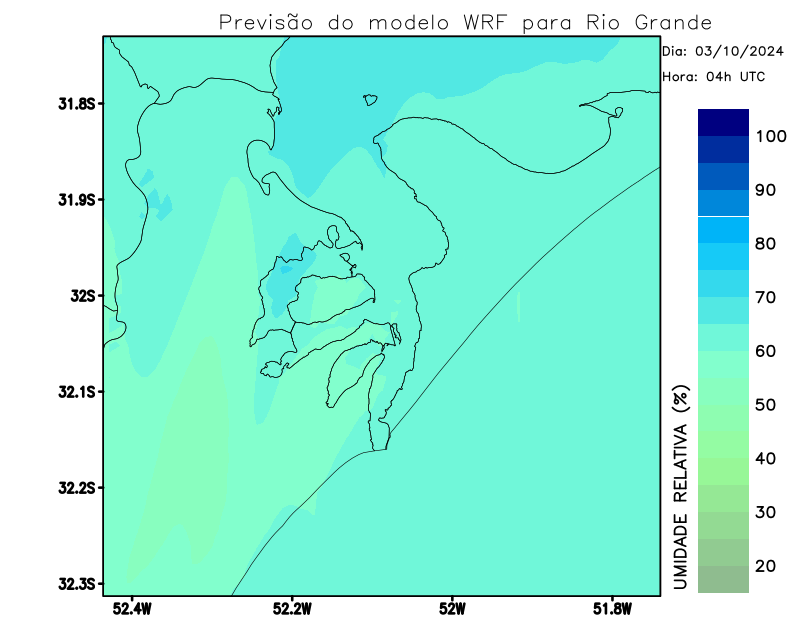 Previsão do modelo WRF para Rio Grande
Dia: 03/10/2024
Hora: 04h UTC
31.8S
31.9S
32S
32.1S
32.2S
32.3S
52.4W
52.2W
52W
51.8W
100
90
80
70
60
50
40
30
20
UMIDADE RELATIVA (%)